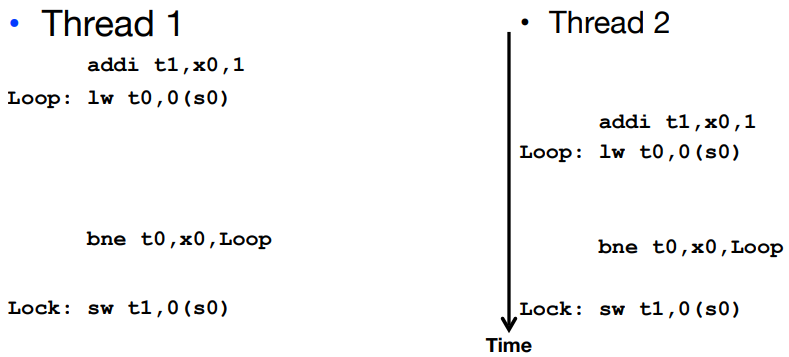 • Thread 1
addi t1,x0,1
Loop: lw t0,0(s0)
bne t0,x0,Loop
Lock: sw t1,0(s0)
• Thread 2
addi t1,x0,1
Loop: lw t0,0(s0)
bne t0,x0,Loop
Lock: sw t1,0(s0)
Time